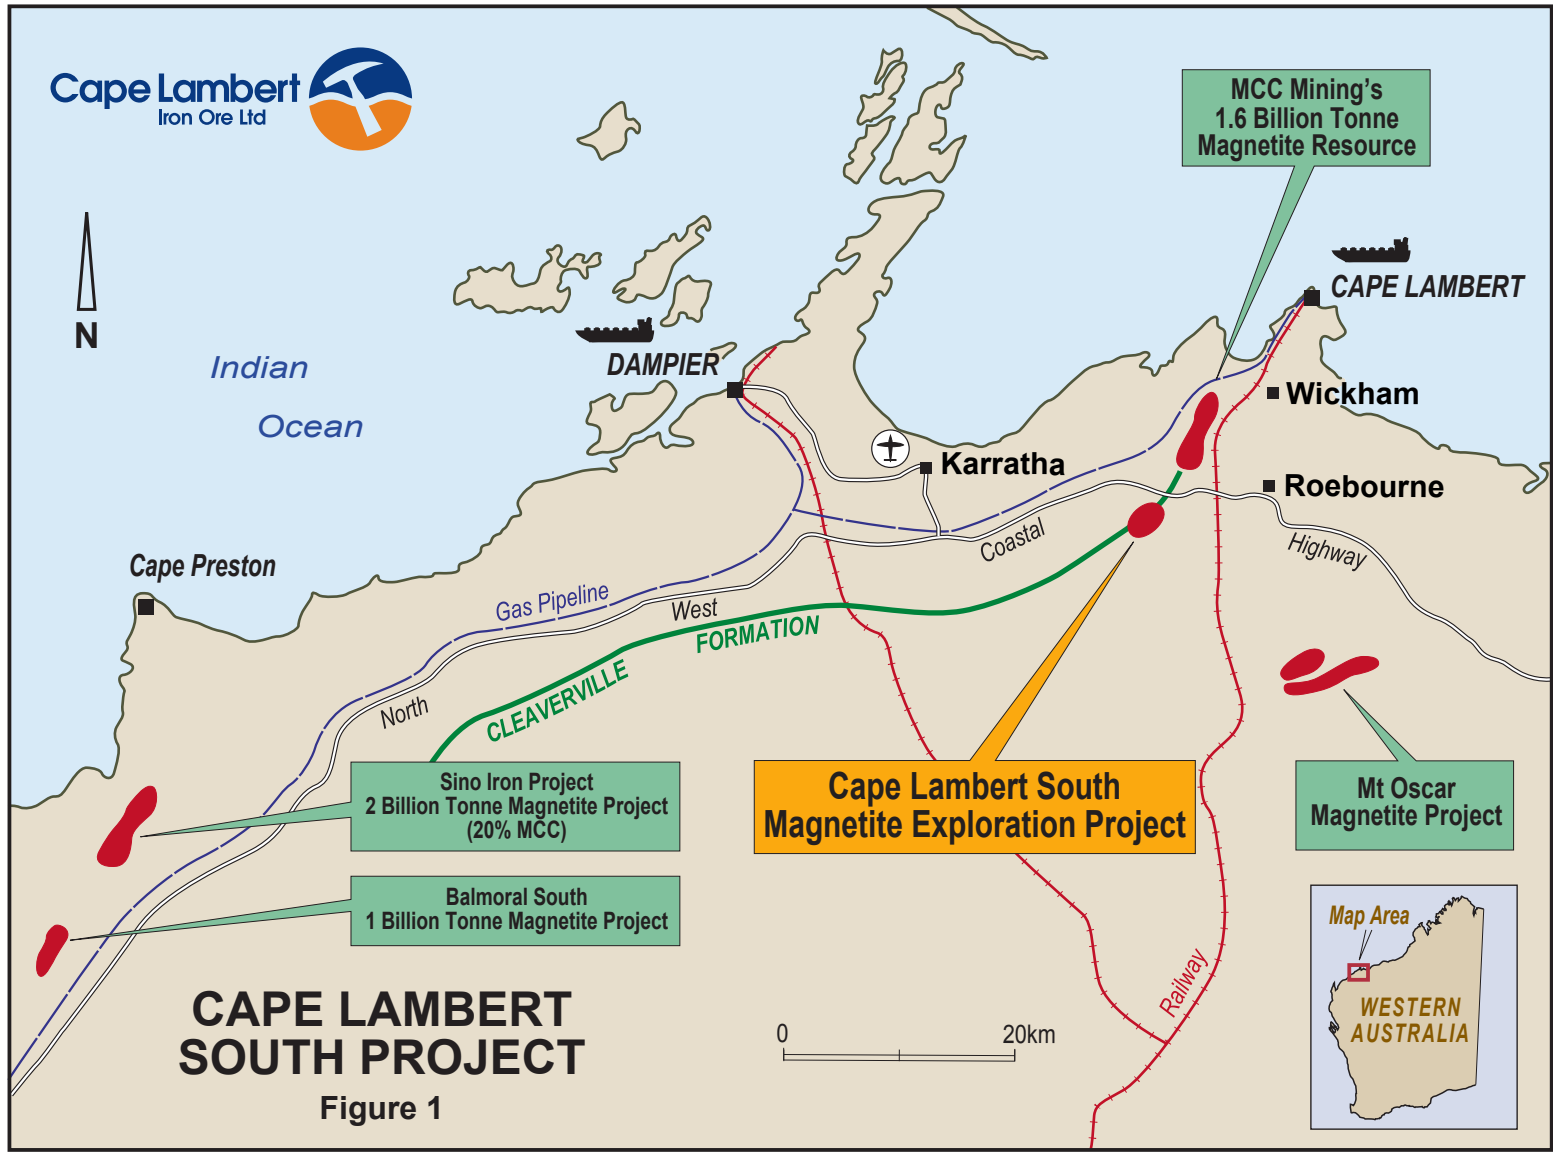 Cape Lambert
Iron Ore Ltd
MCC Mining's
1.6 Billion Tonne
Magnetite Resource
CAPE LAMBERT
N
Indian
Ocean
DAMPIER
Wickham
Karratha
Roebourne
Cape Preston
Gas Pipeline
West
Coastal
Highway
FORMATION
CLEAVERVILLE
North
Sino Iron Project
2 Billion Tonne Magnetite Project
(20% MCC)
Cape Lambert South
Magnetite Exploration Project
Mt Oscar
Magnetite Project
Balmoral South
1 Billion Tonne Magnetite Project
Map Area
WESTERN
AUSTRALIA
Railway
CAPE LAMBERT
SOUTH PROJECT
Figure 1
0 20km